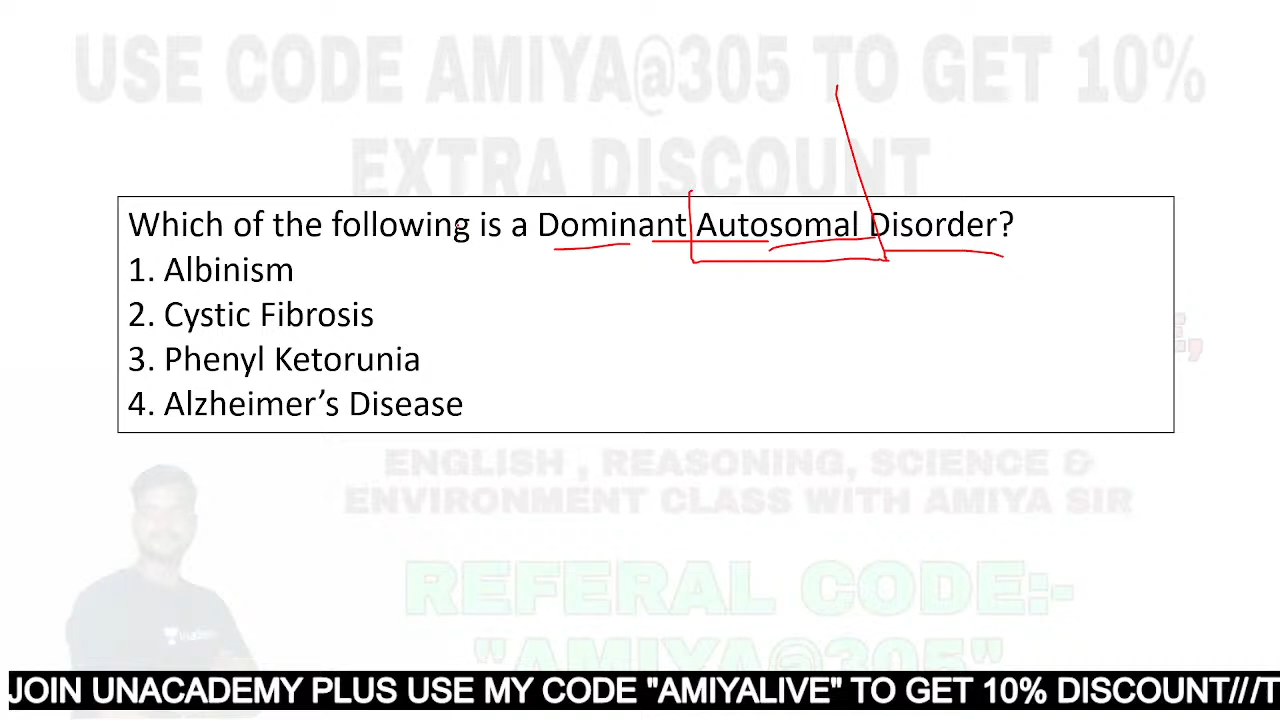 USE CODE AMIYA@305 TO GET 10%
EXTRA DISCOUNT
Which of the following is a Dominant Autosomal Disorder?
1. Albinism
2. Cystic Fibrosis
3. Phenyl Ketorunia
4. Alzheimer’s Disease
ENGLISH , REASONING, SCIENCE &
ENVIRONMENT CLASS WITH AMIYA SIR
REFERAL CODE:-
"AMIYA@305"
JOIN UNACADEMY PLUS USE MY CODE "AMIYALIVE" TO GET 10% DISCOUNT///T